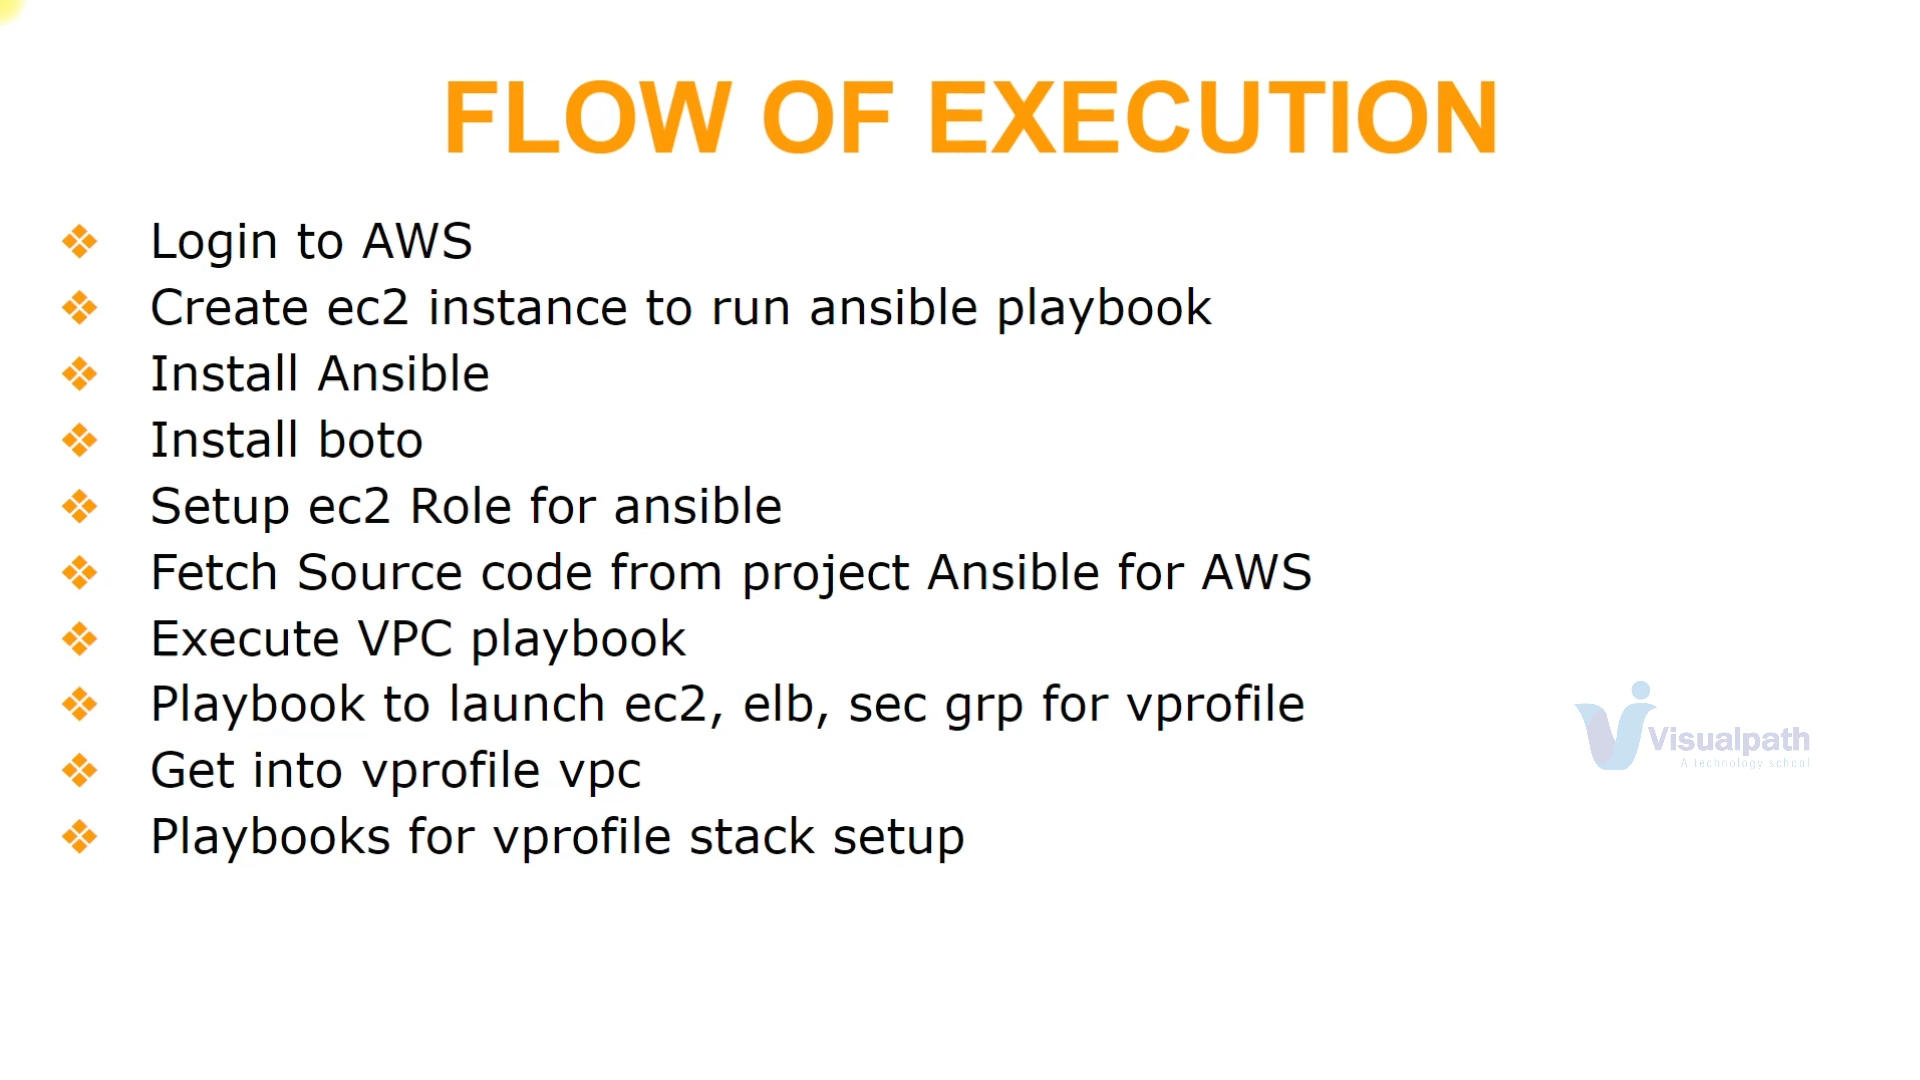 FLOW OF EXECUTION
Login to AWS
Create ec2 instance to run ansible playbook
Install Ansible
Install boto
Setup ec2 Role for ansible
Fetch Source code from project Ansible for AWS
Execute VPC playbook
Playbook to launch ec2, elb, sec grp for vprofile
Get into vprofile vpc
Playbooks for vprofile stack setup
Visualpath
A technology school